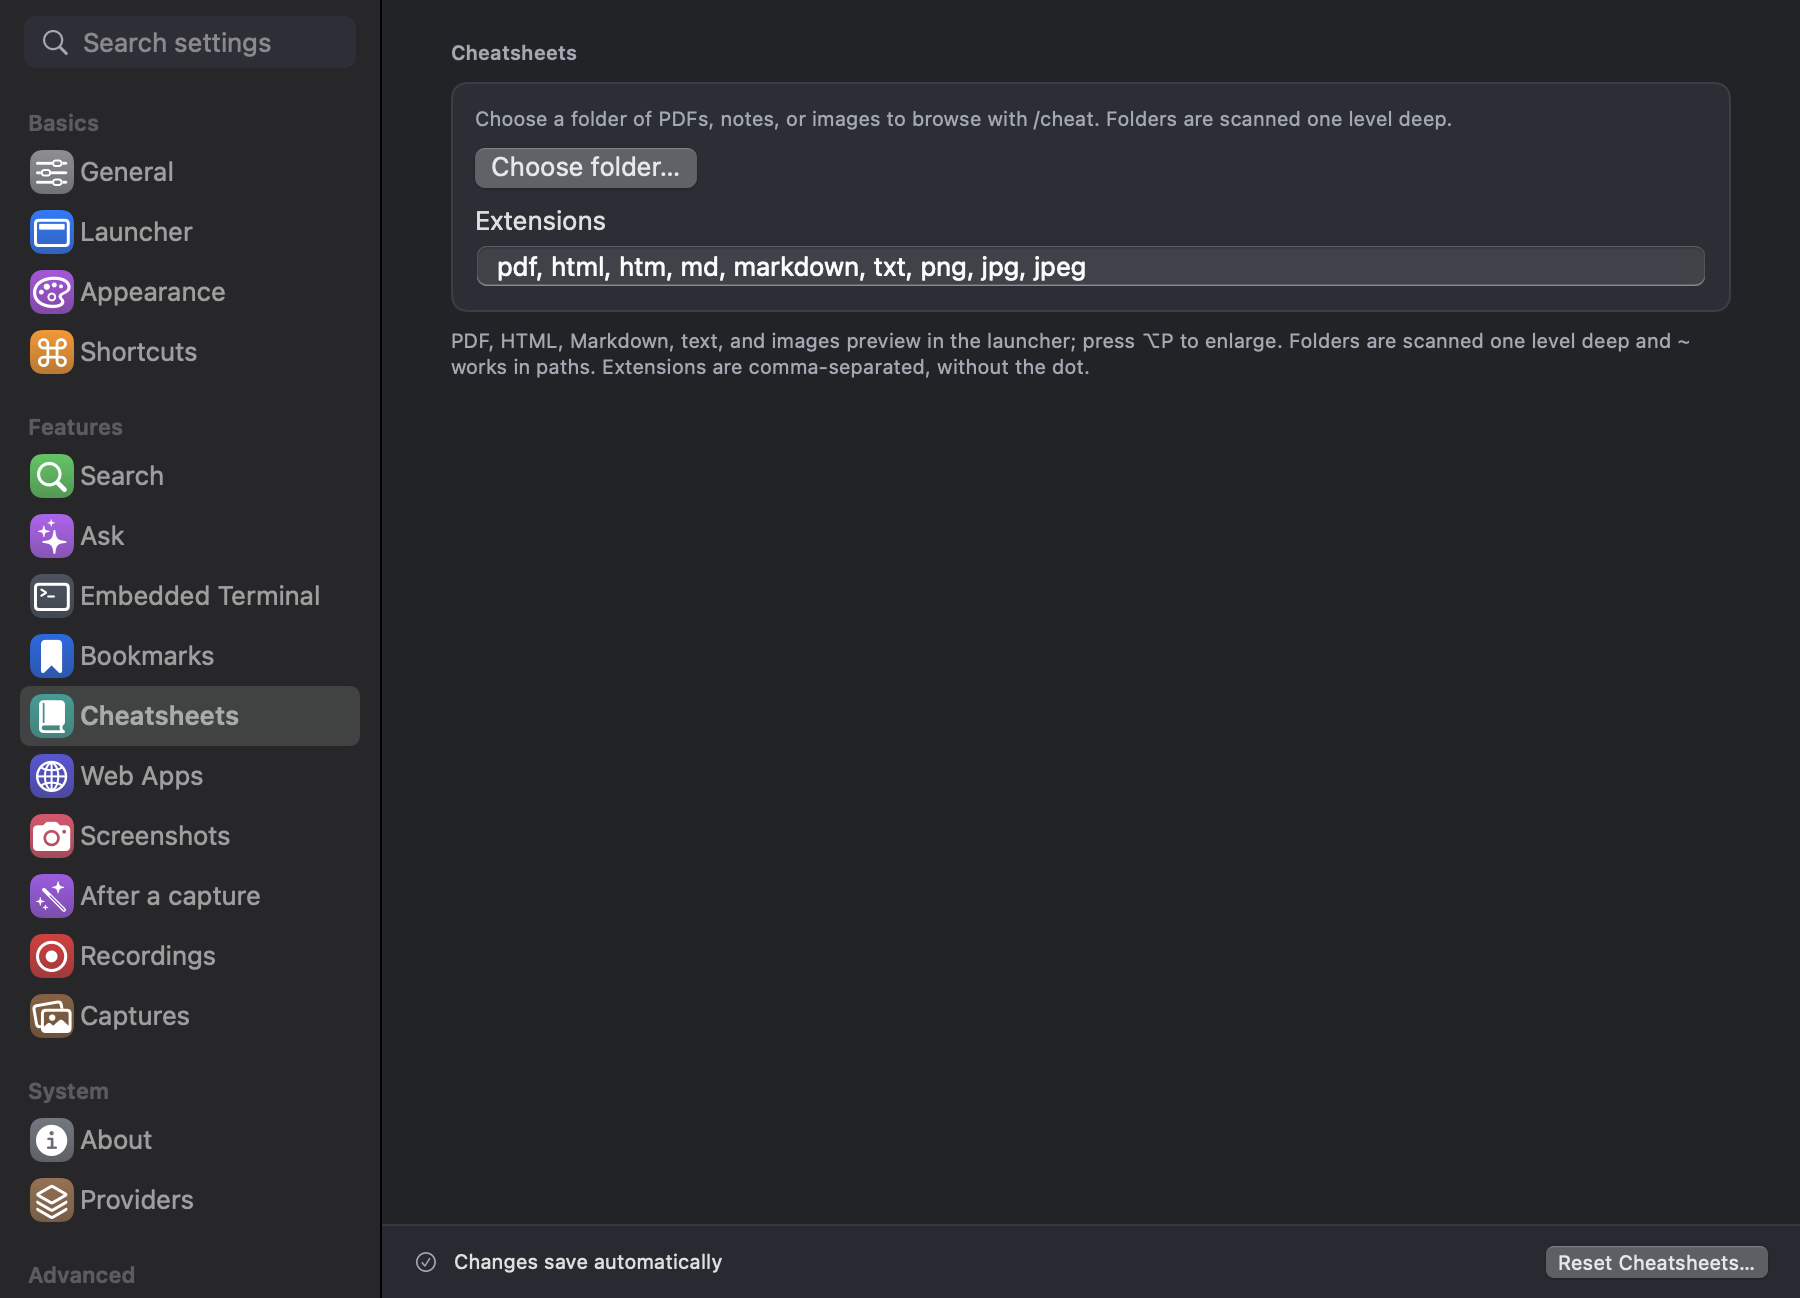 Search settings
Basics
General
Launcher
Appearance
Shortcuts
Features
Search
Ask
Embedded Terminal
Bookmarks
Cheatsheets
Web Apps
Screenshots
After a capture
Recordings
Captures
System
About
Providers
Advanced
Cheatsheets
Choose a folder of PDFs, notes, or images to browse with /cheat. Folders are scanned one level deep.
Choose folder...
Extensions
pdf, html, htm, md, markdown, txt, png, jpg, jpeg
PDF, HTML, Markdown, text, and images preview in the launcher; press ⌥P to enlarge. Folders are scanned one level deep and ~
works in paths. Extensions are comma-separated, without the dot.
Changes save automatically
Reset Cheatsheets...